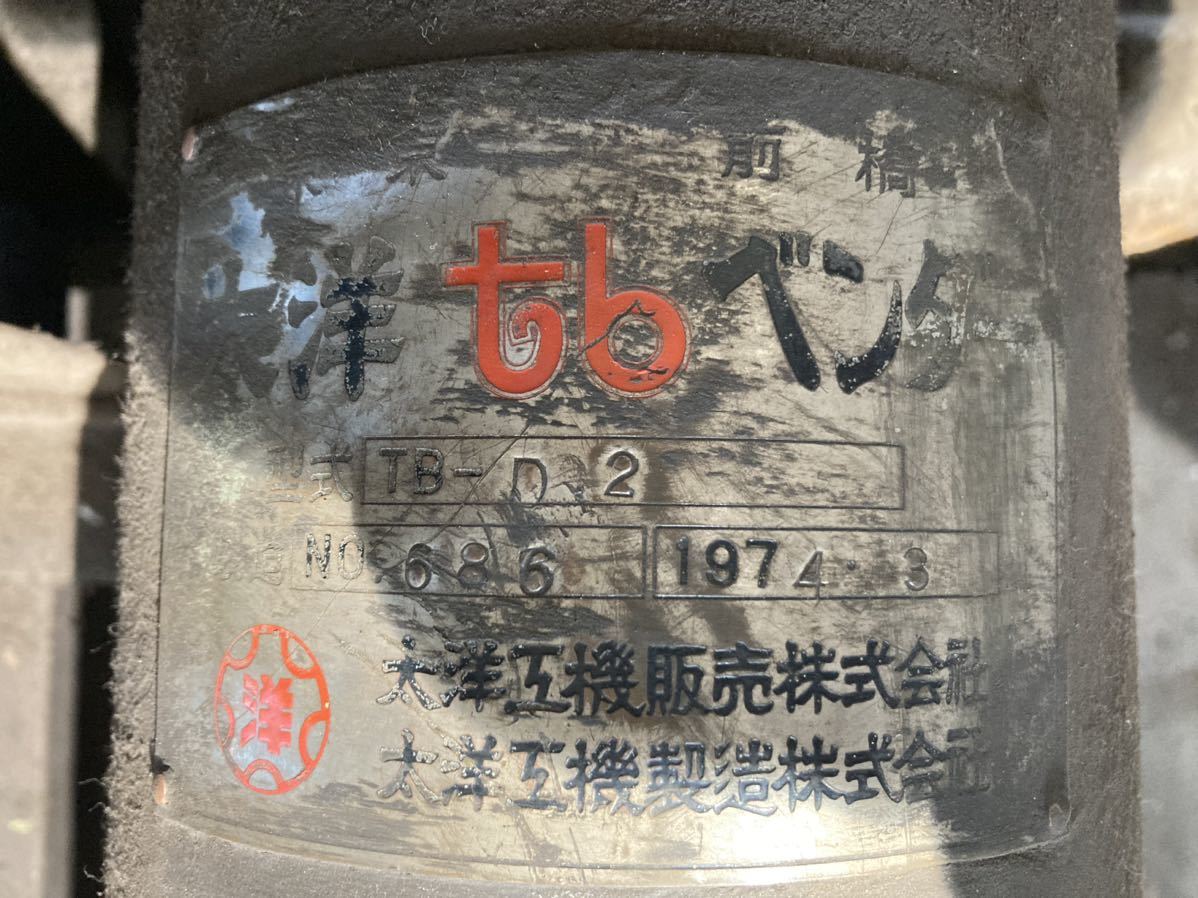 前橋
太洋 tb ベンダ
型式 TB-D 2
NO. 686 1974.3
洋
太洋工機販売株式会社
太洋工機製造株式会社